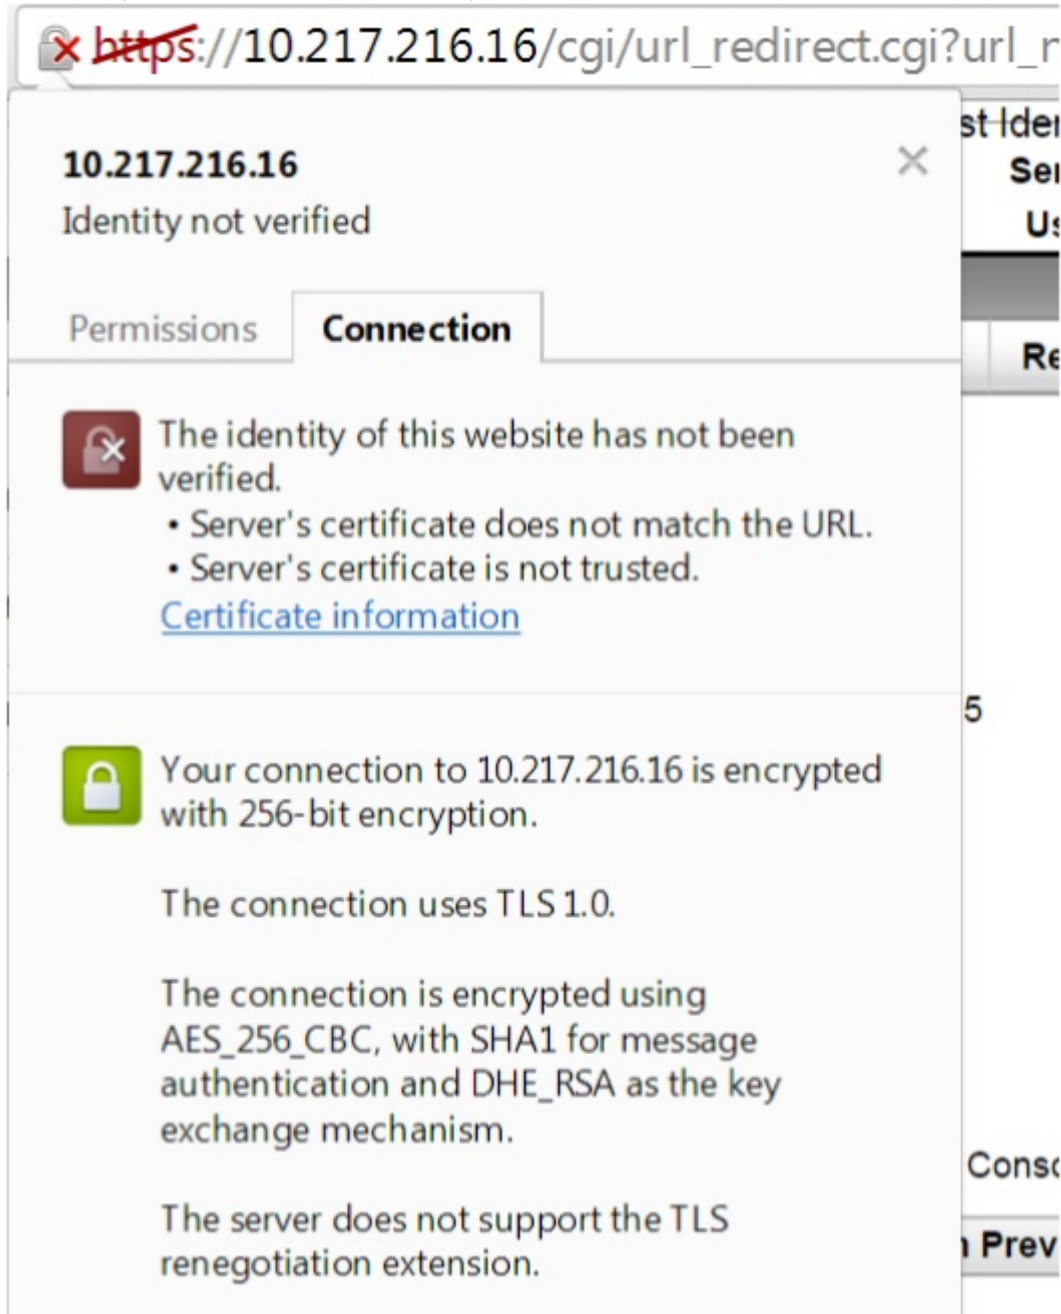 https://10.217.216.16/cgi/url_redirect.cgi?url_r
10.217.216.16
Identity not verified
Permissions
Connection
The identity of this website has not been
verified.
• Server's certificate does not match the URL.
• Server's certificate is not trusted.
Certificate information
Your connection to 10.217.216.16 is encrypted
with 256-bit encryption.
The connection uses TLS 1.0.
The connection is encrypted using
AES_256_CBC, with SHA1 for message
authentication and DHE_RSA as the key
exchange mechanism.
The server does not support the TLS
renegotiation extension.
5
Prev